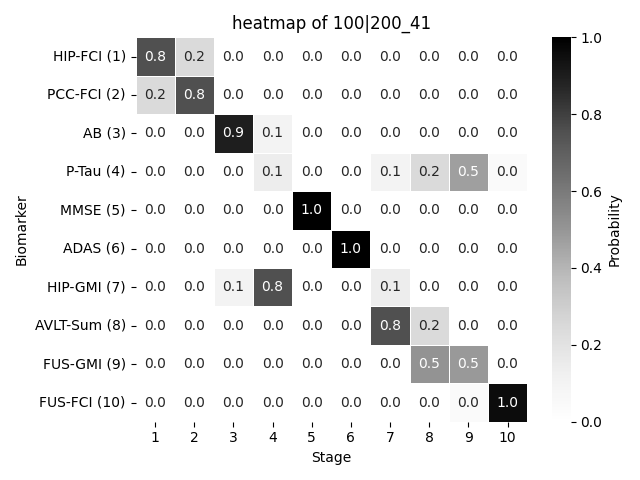 heatmap of 100|200_41
HIP-FCI (1) 0.8 0.2 0.0 0.0 0.0 0.0 0.0 0.0 0.0 0.0
PCC-FCI (2) 0.2 0.8 0.0 0.0 0.0 0.0 0.0 0.0 0.0 0.0
AB (3) 0.0 0.0 0.9 0.1 0.0 0.0 0.0 0.0 0.0 0.0
P-Tau (4) 0.0 0.0 0.0 0.1 0.0 0.0 0.1 0.2 0.5 0.0
MMSE (5) 0.0 0.0 0.0 0.0 1.0 0.0 0.0 0.0 0.0 0.0
ADAS (6) 0.0 0.0 0.0 0.0 0.0 1.0 0.0 0.0 0.0 0.0
HIP-GMI (7) 0.0 0.0 0.1 0.8 0.0 0.0 0.1 0.0 0.0 0.0
AVLT-Sum (8) 0.0 0.0 0.0 0.0 0.0 0.0 0.8 0.2 0.0 0.0
FUS-GMI (9) 0.0 0.0 0.0 0.0 0.0 0.0 0.0 0.5 0.5 0.0
FUS-FCI (10) 0.0 0.0 0.0 0.0 0.0 0.0 0.0 0.0 0.0 1.0
1 2 3 4 5 6 7 8 9 10
Stage
Biomarker
1.0
0.8
0.6
0.4
0.2
0.0
Probability